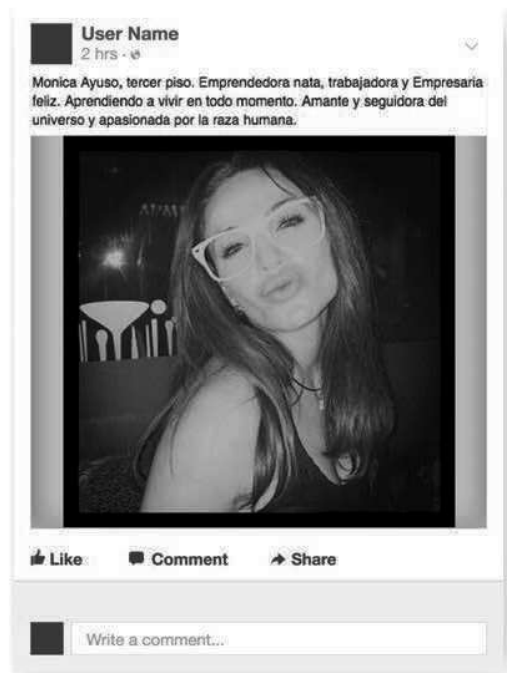 User Name
2 hrs
Monica Ayuso, tercer piso. Emprendedora nata, trabajadora y Empresaria
feliz. Aprendiendo a vivir en todo momento. Amante y seguidora del
universo y apasionada por la raza humana.
Like Comment Share
Write a comment...